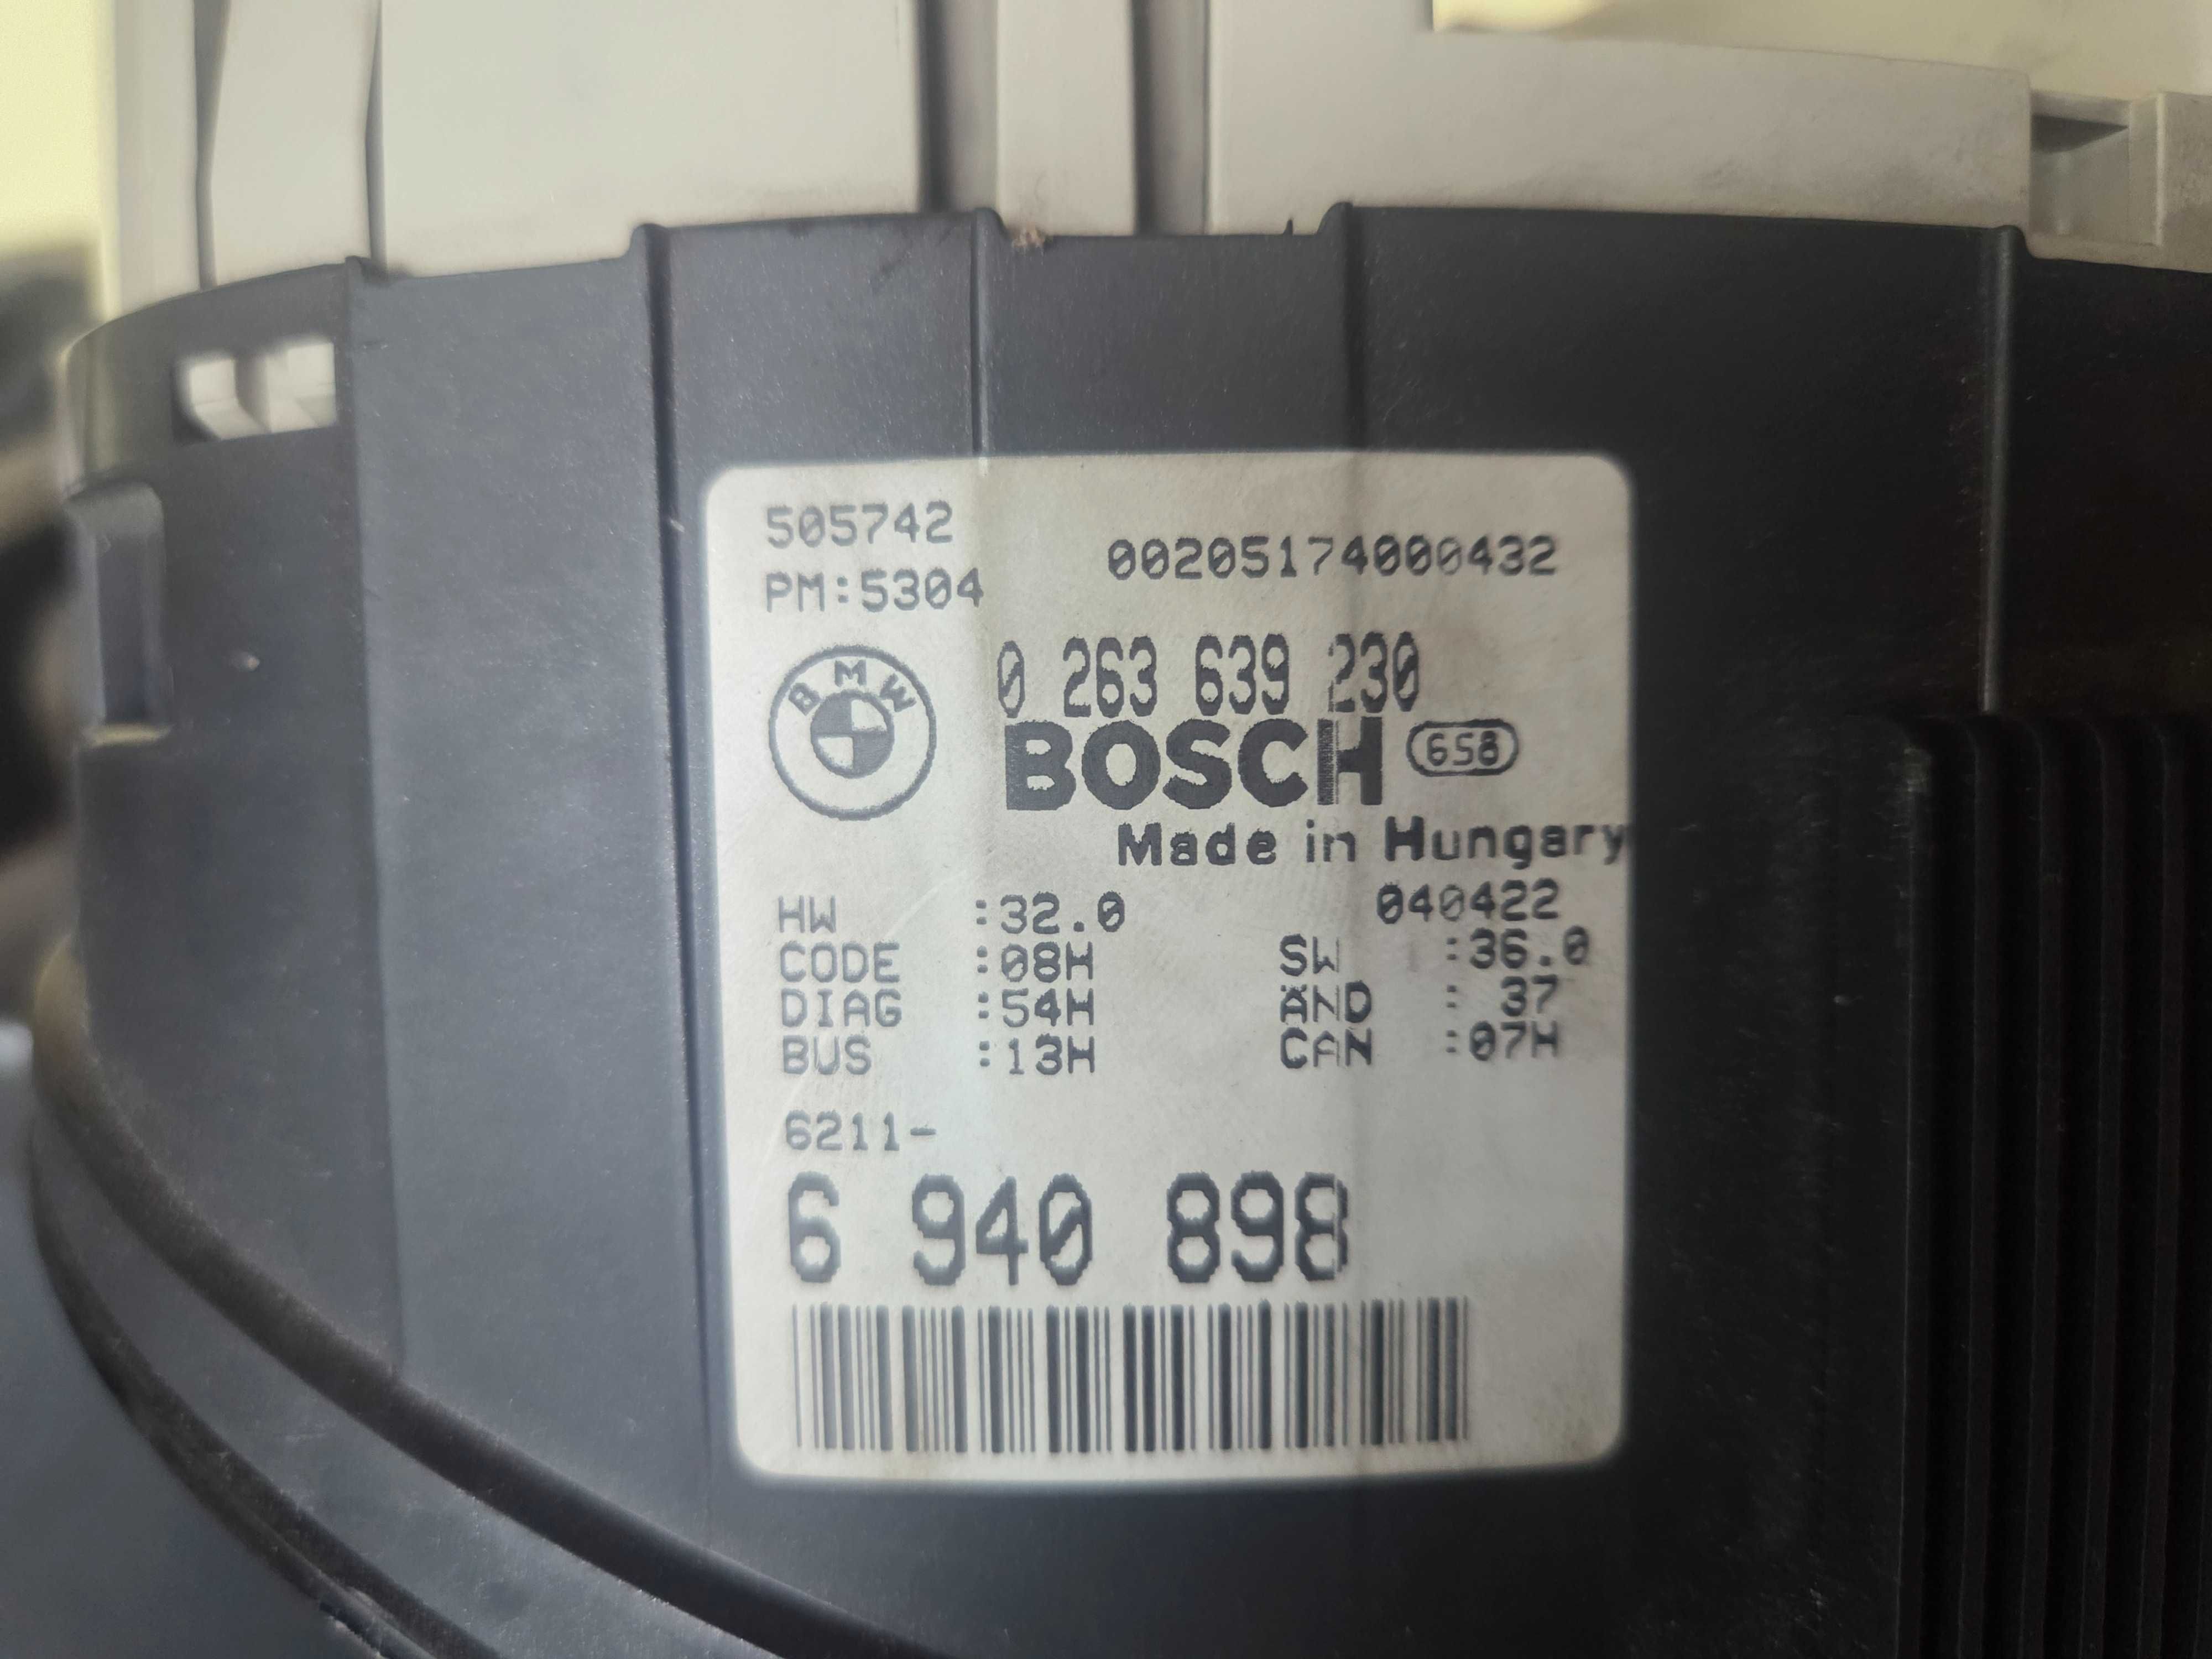 505742
00205174000432
PM:5304
BMW
0 263 639 230
BOSCH 658
Made in Hungary
HW :32.0 040422
CODE :08H SW :36.0
DIAG :54H ÄND : 37
BUS :13H CAN :07H
6211-
6 940 898